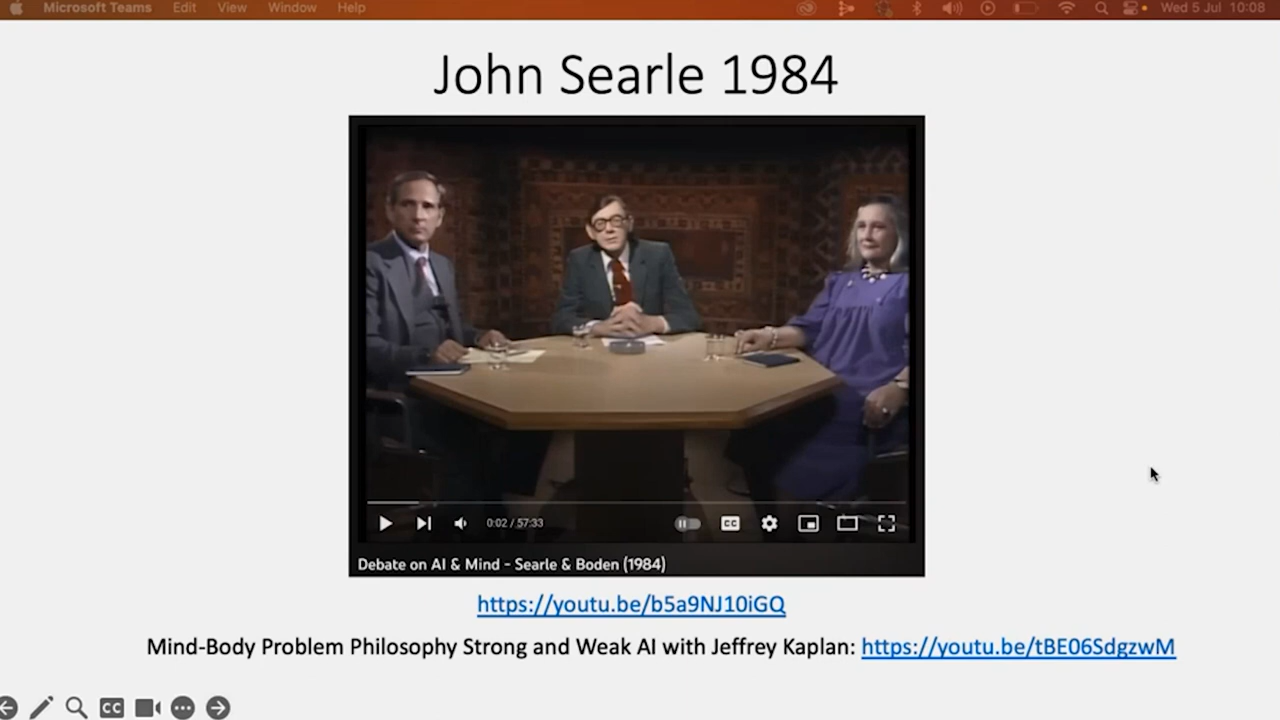 Microsoft Teams Edit View Window Help Wed 5 Jul 10:08
John Searle 1984
0:02 / 57:33
CC
Debate on AI & Mind - Searle & Boden (1984)
https://youtu.be/b5a9NJ10iGQ
Mind-Body Problem Philosophy Strong and Weak AI with Jeffrey Kaplan: https://youtu.be/tBE06SdgzwM
CC